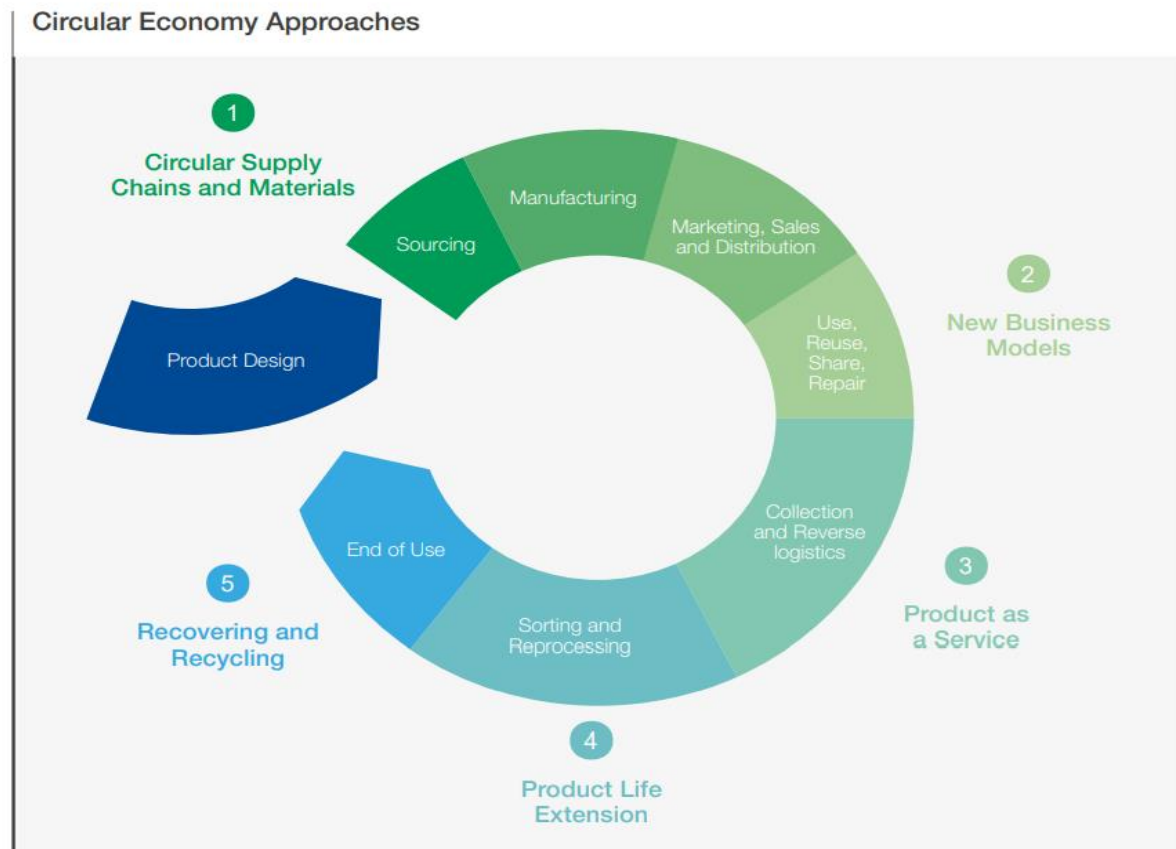 Circular Economy Approaches
1
Circular Supply
Chains and Materials
Sourcing
Manufacturing
Marketing, Sales
and Distribution
Use,
Reuse,
Share,
Repair
2
New Business
Models
Product Design
Collection
and Reverse
logistics
3
Product as
a Service
Sorting and
Reprocessing
4
Product Life
Extension
End of Use
5
Recovering and
Recycling